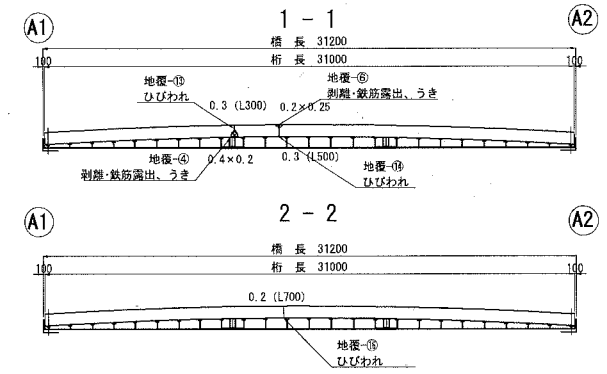 1 - 1
A1
A2
橋 長 31200
桁 長 31000
100
100
地覆-⑬
ひびわれ
0.3 (L300)
0.2×0.25
地覆-⑥
剥離・鉄筋露出、うき
地覆-④
剥離・鉄筋露出、うき
0.4×0.2
0.3 (L500)
地覆-⑭
ひびわれ
2 - 2
A1
A2
橋 長 31200
桁 長 31000
100
100
0.2 (L700)
地覆-⑮
ひびわれ